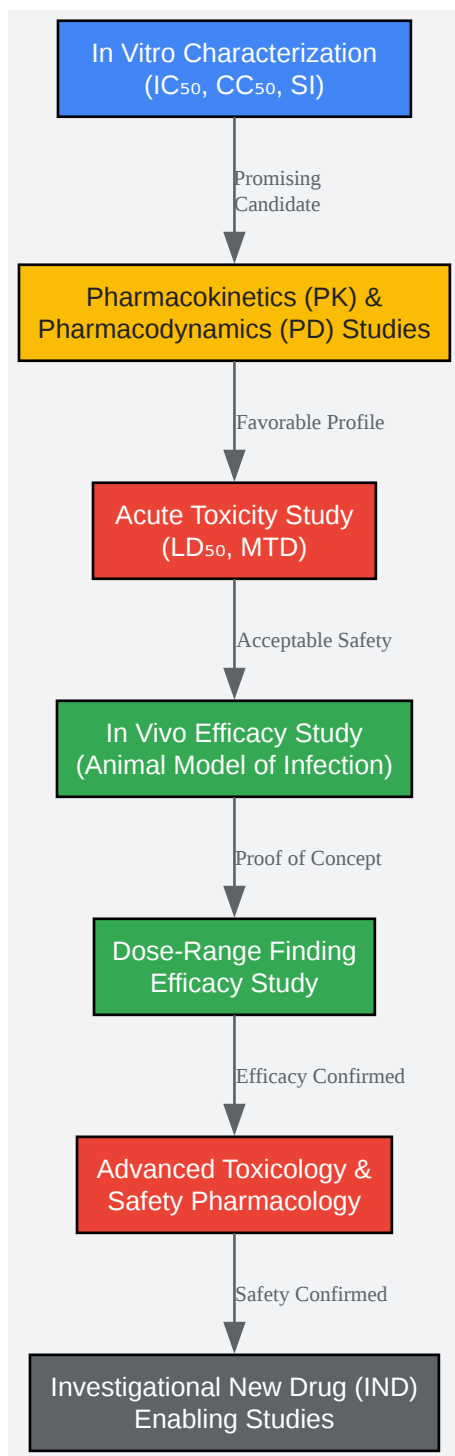 In Vitro Characterization
(IC₅₀, CC₅₀, SI)
Promising
Candidate
Pharmacokinetics (PK) &
Pharmacodynamics (PD) Studies
Favorable Profile
Acute Toxicity Study
(LD₅₀, MTD)
Acceptable Safety
In Vivo Efficacy Study
(Animal Model of Infection)
Proof of Concept
Dose-Range Finding
Efficacy Study
Efficacy Confirmed
Advanced Toxicology &
Safety Pharmacology
Safety Confirmed
Investigational New Drug (IND)
Enabling Studies